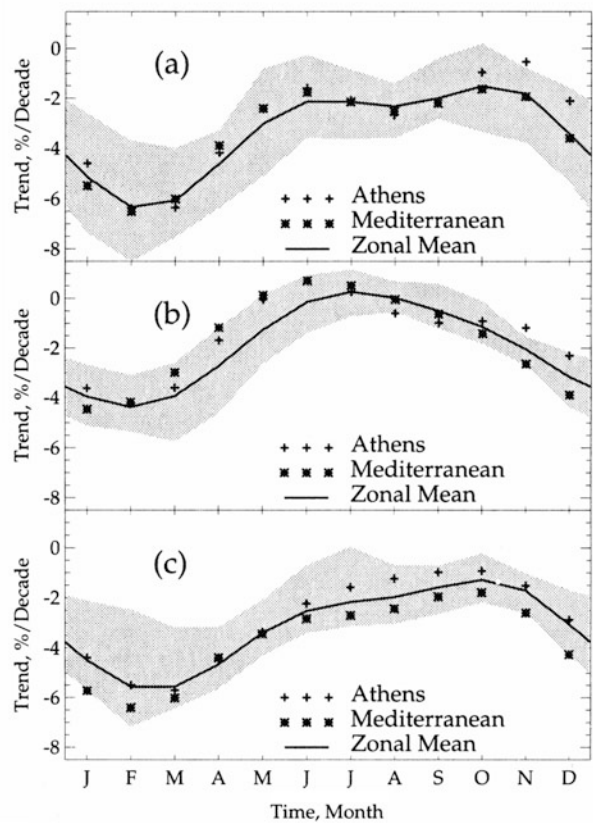 (a)
0
-2
-4
-6
-8
Trend, %/Decade
Athens
Mediterranean
Zonal Mean
(b)
0
-2
-4
-6
-8
Trend, %/Decade
Athens
Mediterranean
Zonal Mean
(c)
0
-2
-4
-6
-8
Trend, %/Decade
Athens
Mediterranean
Zonal Mean
J F M A M J J A S O N D
Time, Month